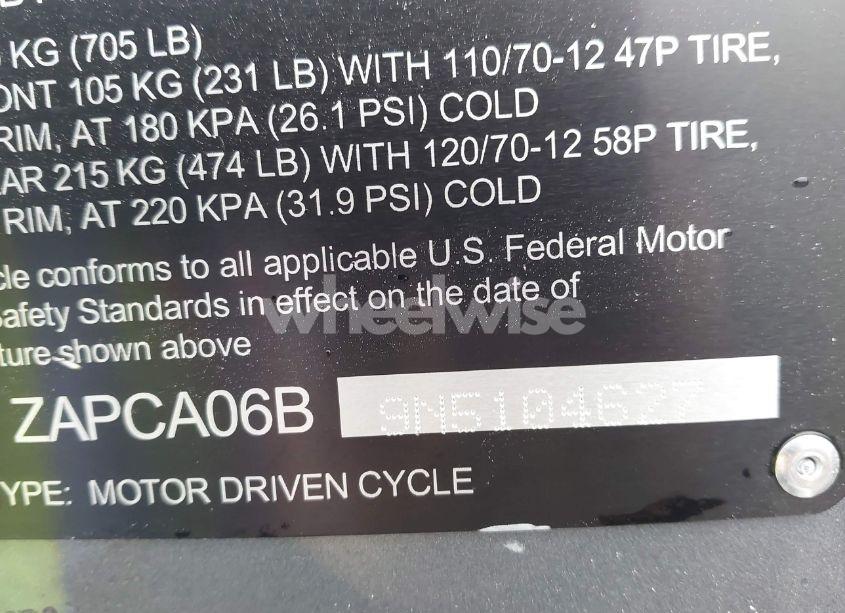 KG (705 LB)
ONT 105 KG (231 LB) WITH 110/70-12 47P TIRE,
RIM, AT 180 KPA (26.1 PSI) COLD
AR 215 KG (474 LB) WITH 120/70-12 58P TIRE,
RIM, AT 220 KPA (31.9 PSI) COLD
cle conforms to all applicable U.S. Federal Motor
Safety Standards in effect on the date of
wheelwise
ture shown above
ZAPCA06B 9N5104627
YPE: MOTOR DRIVEN CYCLE